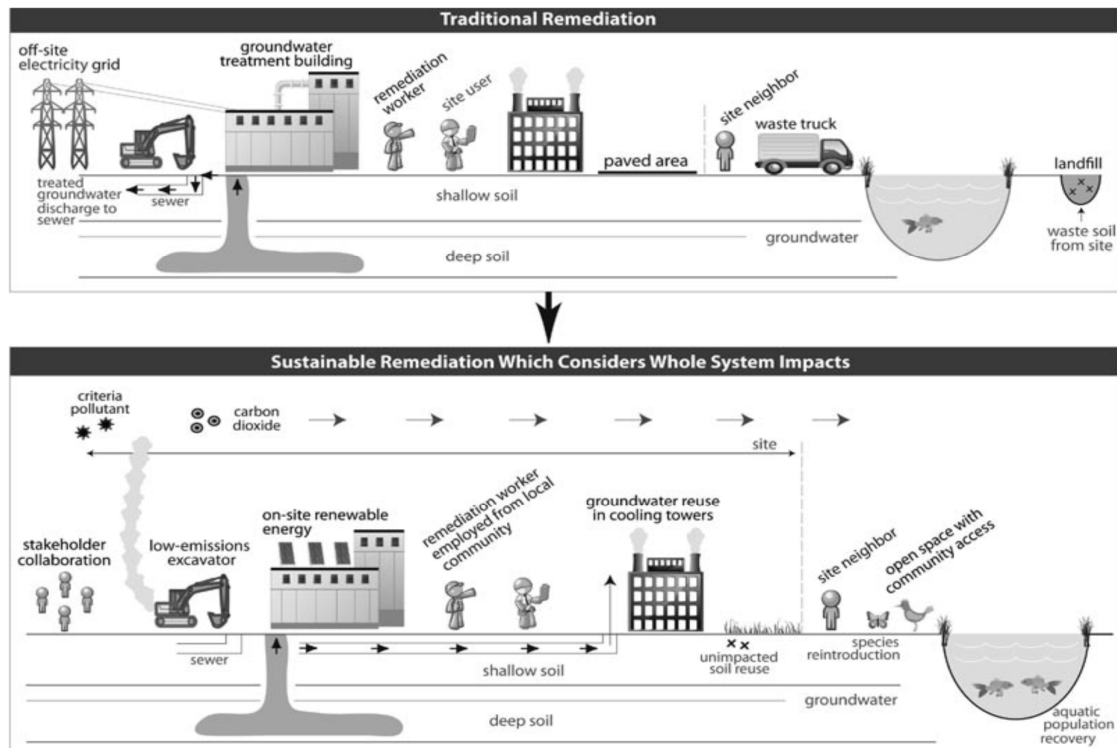 Traditional Remediation
off-site
electricity grid
groundwater
treatment building
remediation
worker
site user
site neighbor
waste truck
paved area
landfill
treated
groundwater
discharge to
sewer
sewer
shallow soil
groundwater
deep soil
waste soil
from site
Sustainable Remediation Which Considers Whole System Impacts
criteria
pollutant
carbon
dioxide
site
stakeholder
collaboration
low-emissions
excavator
on-site renewable
energy
remediation worker
employed from local
community
groundwater reuse
in cooling towers
site neighbor
open space with
community access
sewer
shallow soil
unimpacted
soil reuse
species
reintroduction
groundwater
deep soil
aquatic
population
recovery